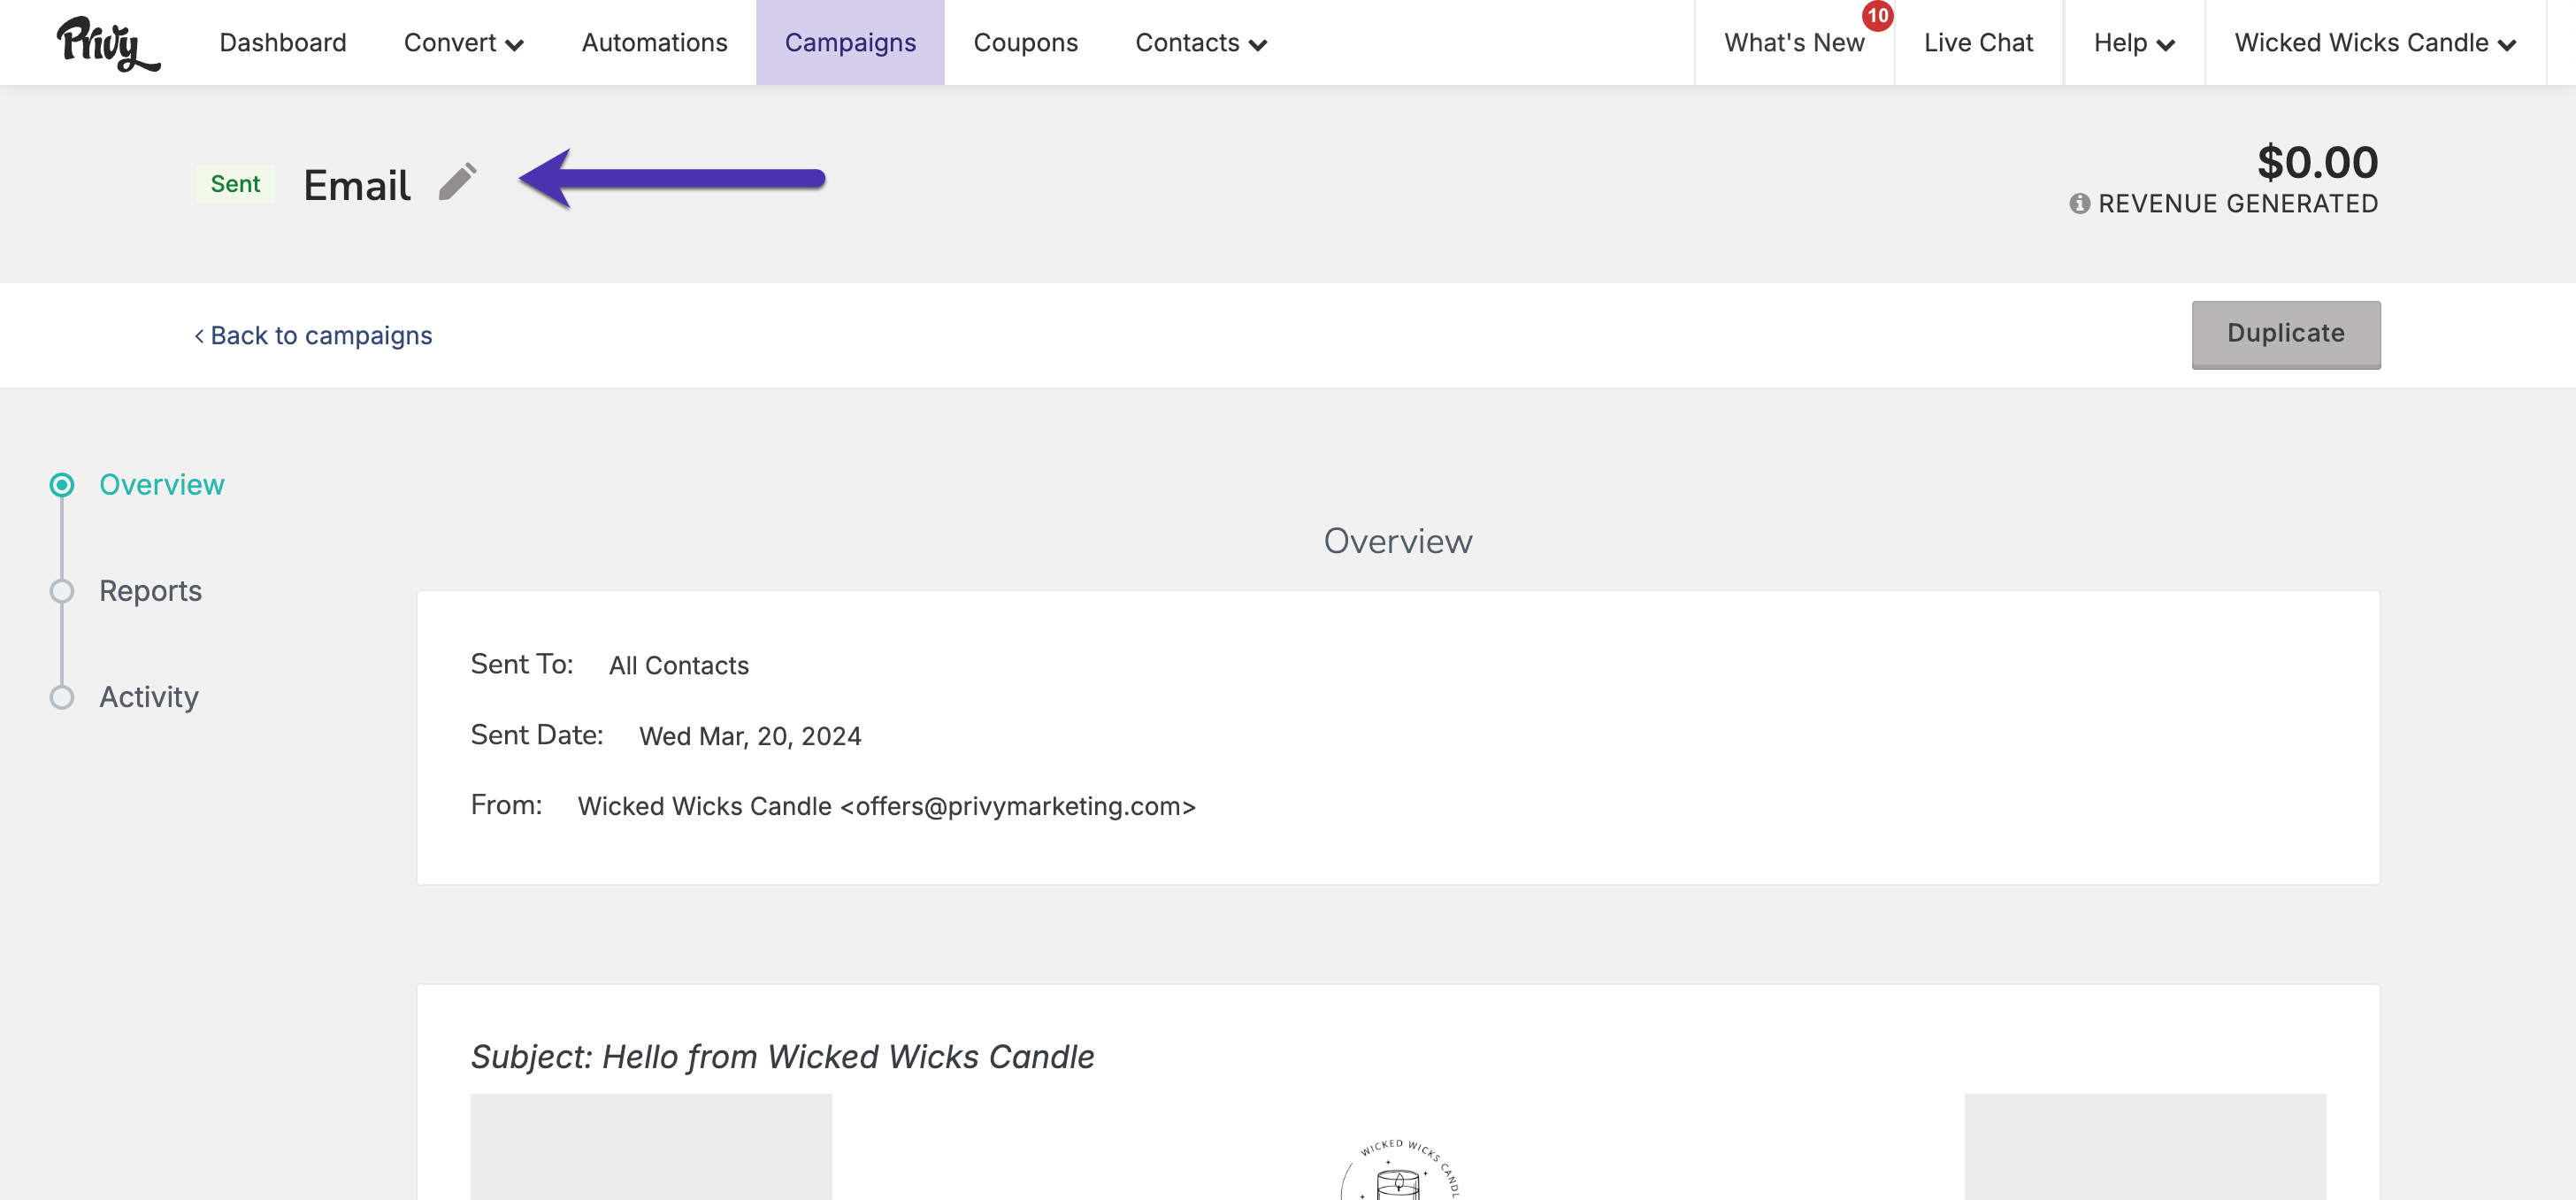 Privy Dashboard Convert Automations Campaigns Coupons Contacts What's New 10 Live Chat Help Wicked Wicks Candle
Sent Email
$0.00
REVENUE GENERATED
Back to campaigns
Duplicate
Overview
Reports
Activity
Overview
Sent To: All Contacts
Sent Date: Wed Mar, 20, 2024
From: Wicked Wicks Candle <offers@privymarketing.com>
Subject: Hello from Wicked Wicks Candle
WICKED WICKS CANDL